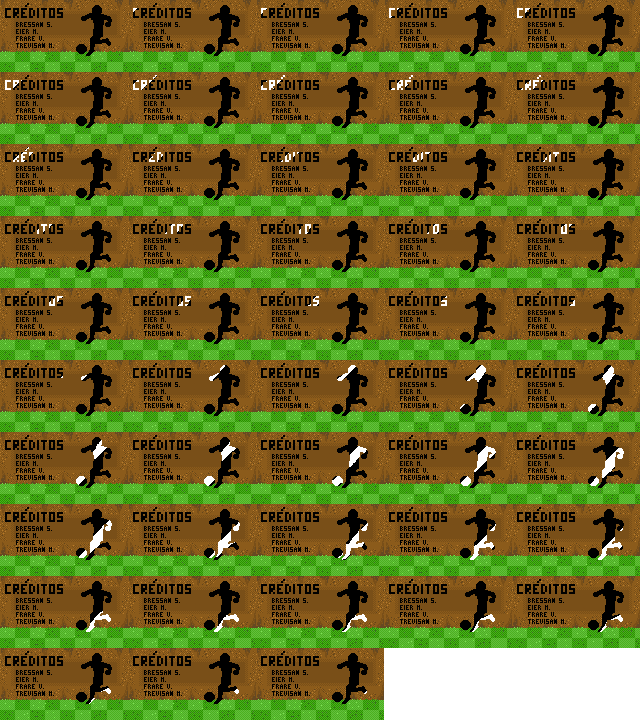 CRÉDITOS
BRESSAN S.
EIER M.
FRARE V.
TREVISAN M.